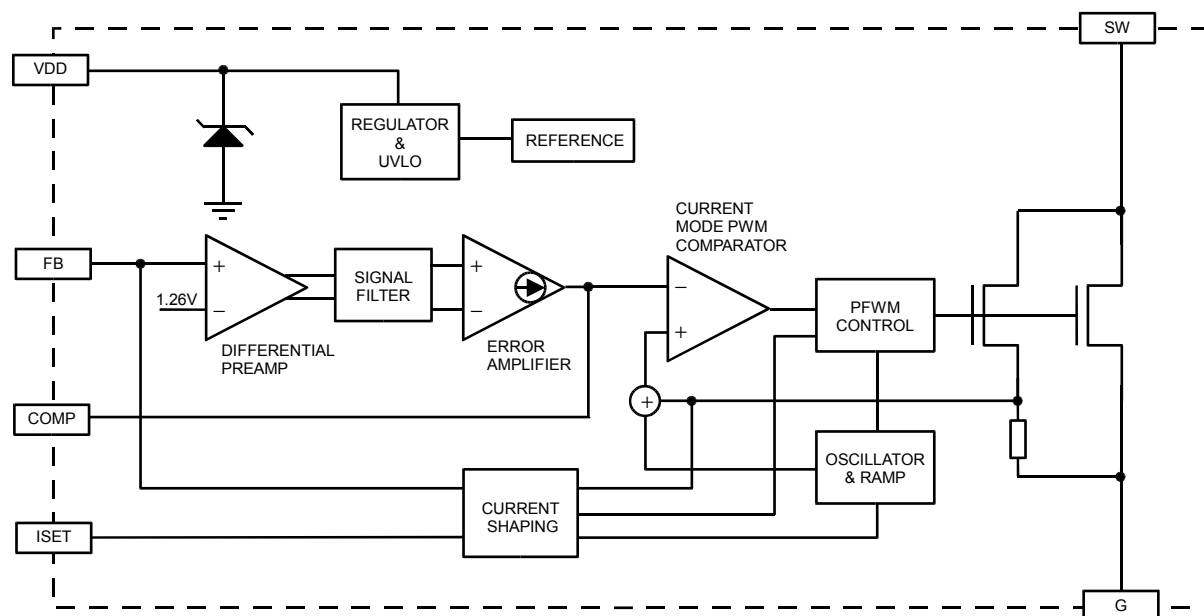 SW
VDD
REGULATOR
&
UVLO
REFERENCE
CURRENT
MODE PWM
COMPARATOR
FB
+
1.26V
−
DIFFERENTIAL
PREAMP
SIGNAL
FILTER
+
−
ERROR
AMPLIFIER
−
+
PFWM
CONTROL
COMP
+
OSCILLATOR
& RAMP
CURRENT
SHAPING
ISET
G